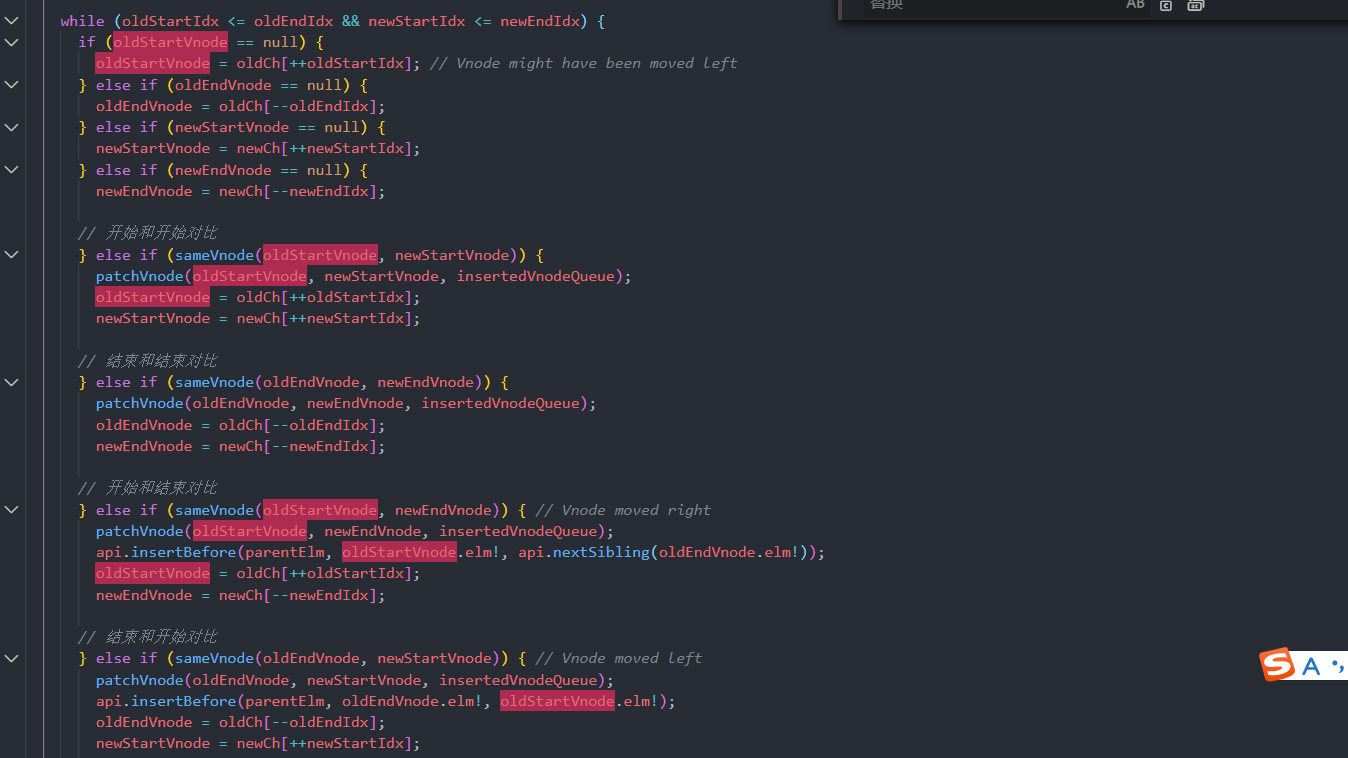 替换
AB
while (oldStartIdx <= oldEndIdx && newStartIdx <= newEndIdx) {
if (oldStartVnode == null) {
oldStartVnode = oldCh[++oldStartIdx]; // Vnode might have been moved left
} else if (oldEndVnode == null) {
oldEndVnode = oldCh[--oldEndIdx];
} else if (newStartVnode == null) {
newStartVnode = newCh[++newStartIdx];
} else if (newEndVnode == null) {
newEndVnode = newCh[--newEndIdx];
// 开始和开始对比
} else if (sameVnode(oldStartVnode, newStartVnode)) {
patchVnode(oldStartVnode, newStartVnode, insertedVnodeQueue);
oldStartVnode = oldCh[++oldStartIdx];
newStartVnode = newCh[++newStartIdx];
// 结束和结束对比
} else if (sameVnode(oldEndVnode, newEndVnode)) {
patchVnode(oldEndVnode, newEndVnode, insertedVnodeQueue);
oldEndVnode = oldCh[--oldEndIdx];
newEndVnode = newCh[--newEndIdx];
// 开始和结束对比
} else if (sameVnode(oldStartVnode, newEndVnode)) { // Vnode moved right
patchVnode(oldStartVnode, newEndVnode, insertedVnodeQueue);
api.insertBefore(parentElm, oldStartVnode.elm!, api.nextSibling(oldEndVnode.elm!));
oldStartVnode = oldCh[++oldStartIdx];
newEndVnode = newCh[--newEndIdx];
// 结束和开始对比
} else if (sameVnode(oldEndVnode, newStartVnode)) { // Vnode moved left
patchVnode(oldEndVnode, newStartVnode, insertedVnodeQueue);
api.insertBefore(parentElm, oldEndVnode.elm!, oldStartVnode.elm!);
oldEndVnode = oldCh[--oldEndIdx];
newStartVnode = newCh[++newStartIdx];
S A